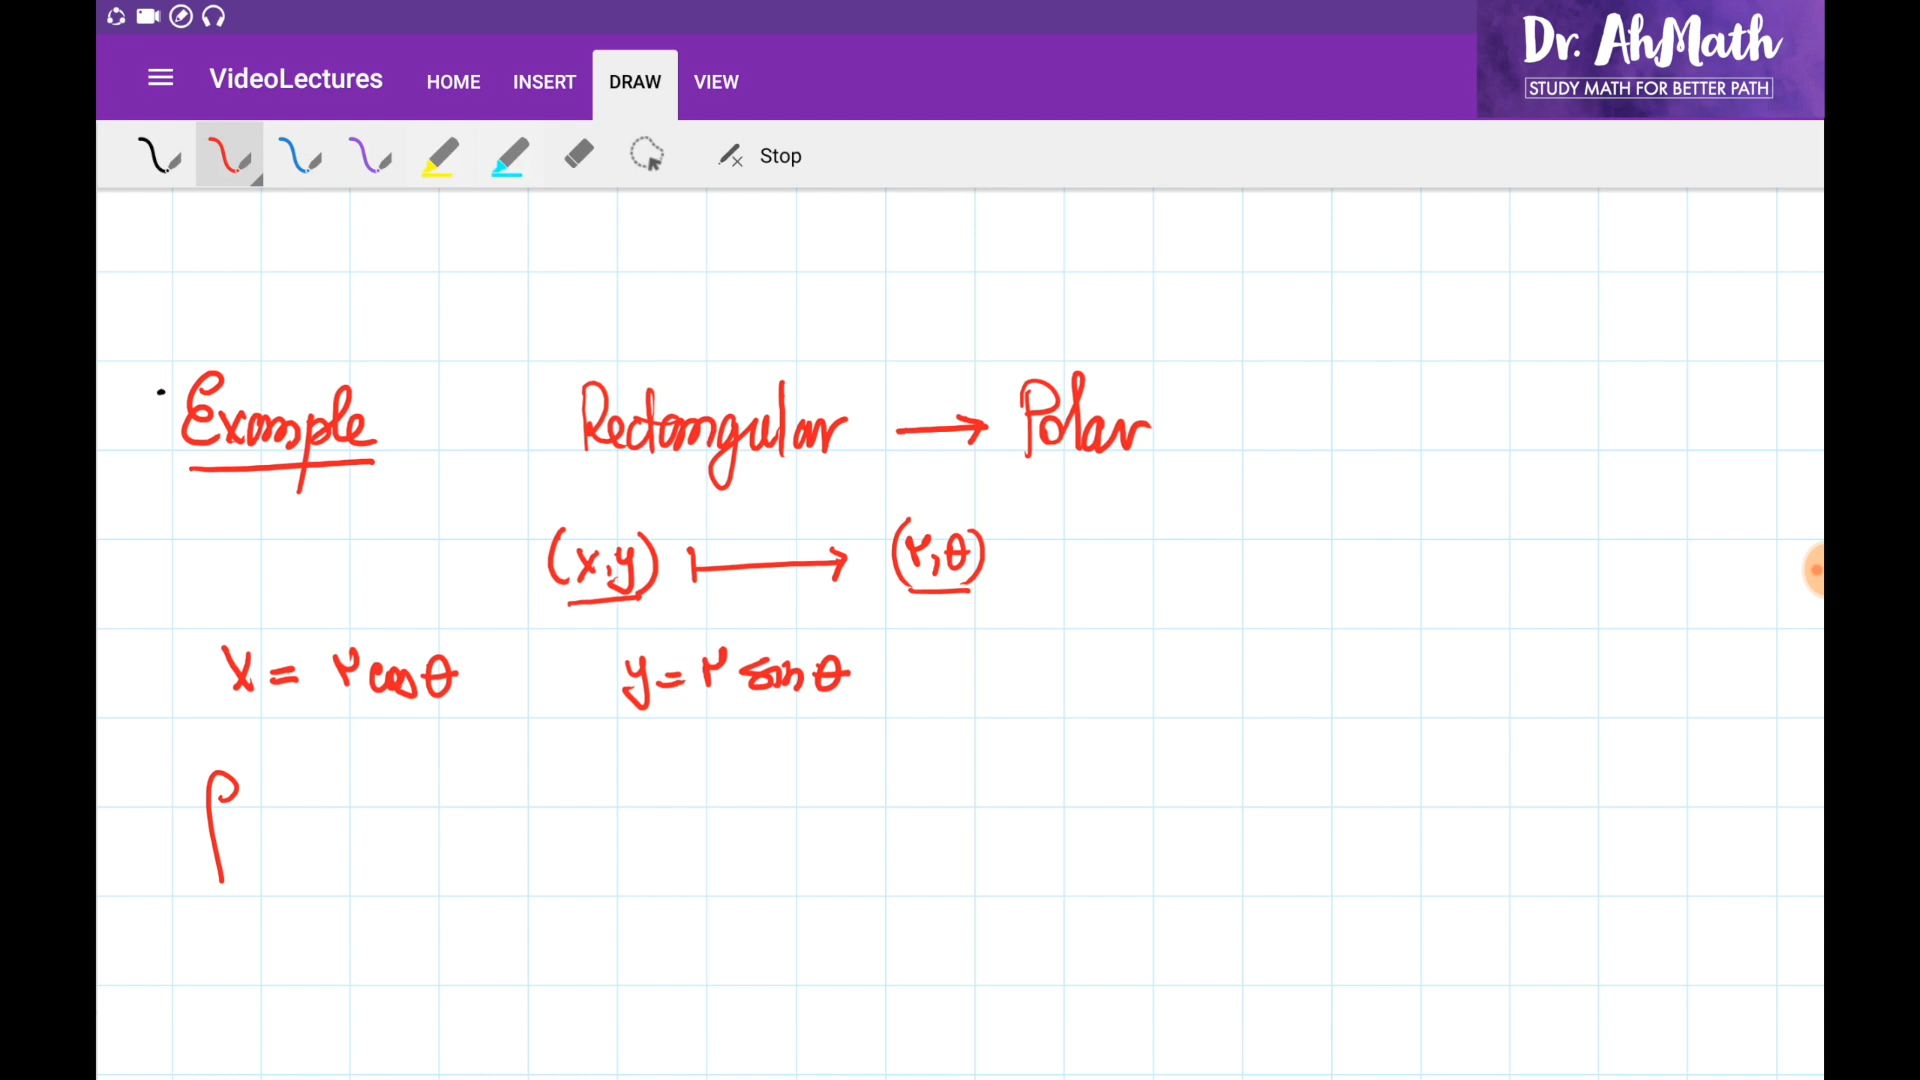 Dr. AhMath
STUDY MATH FOR BETTER PATH
VideoLectures HOME INSERT DRAW VIEW
Stop
Example Rectangular → Polar
(x,y) ↦ (r,θ)
x = r cos θ y = r sin θ